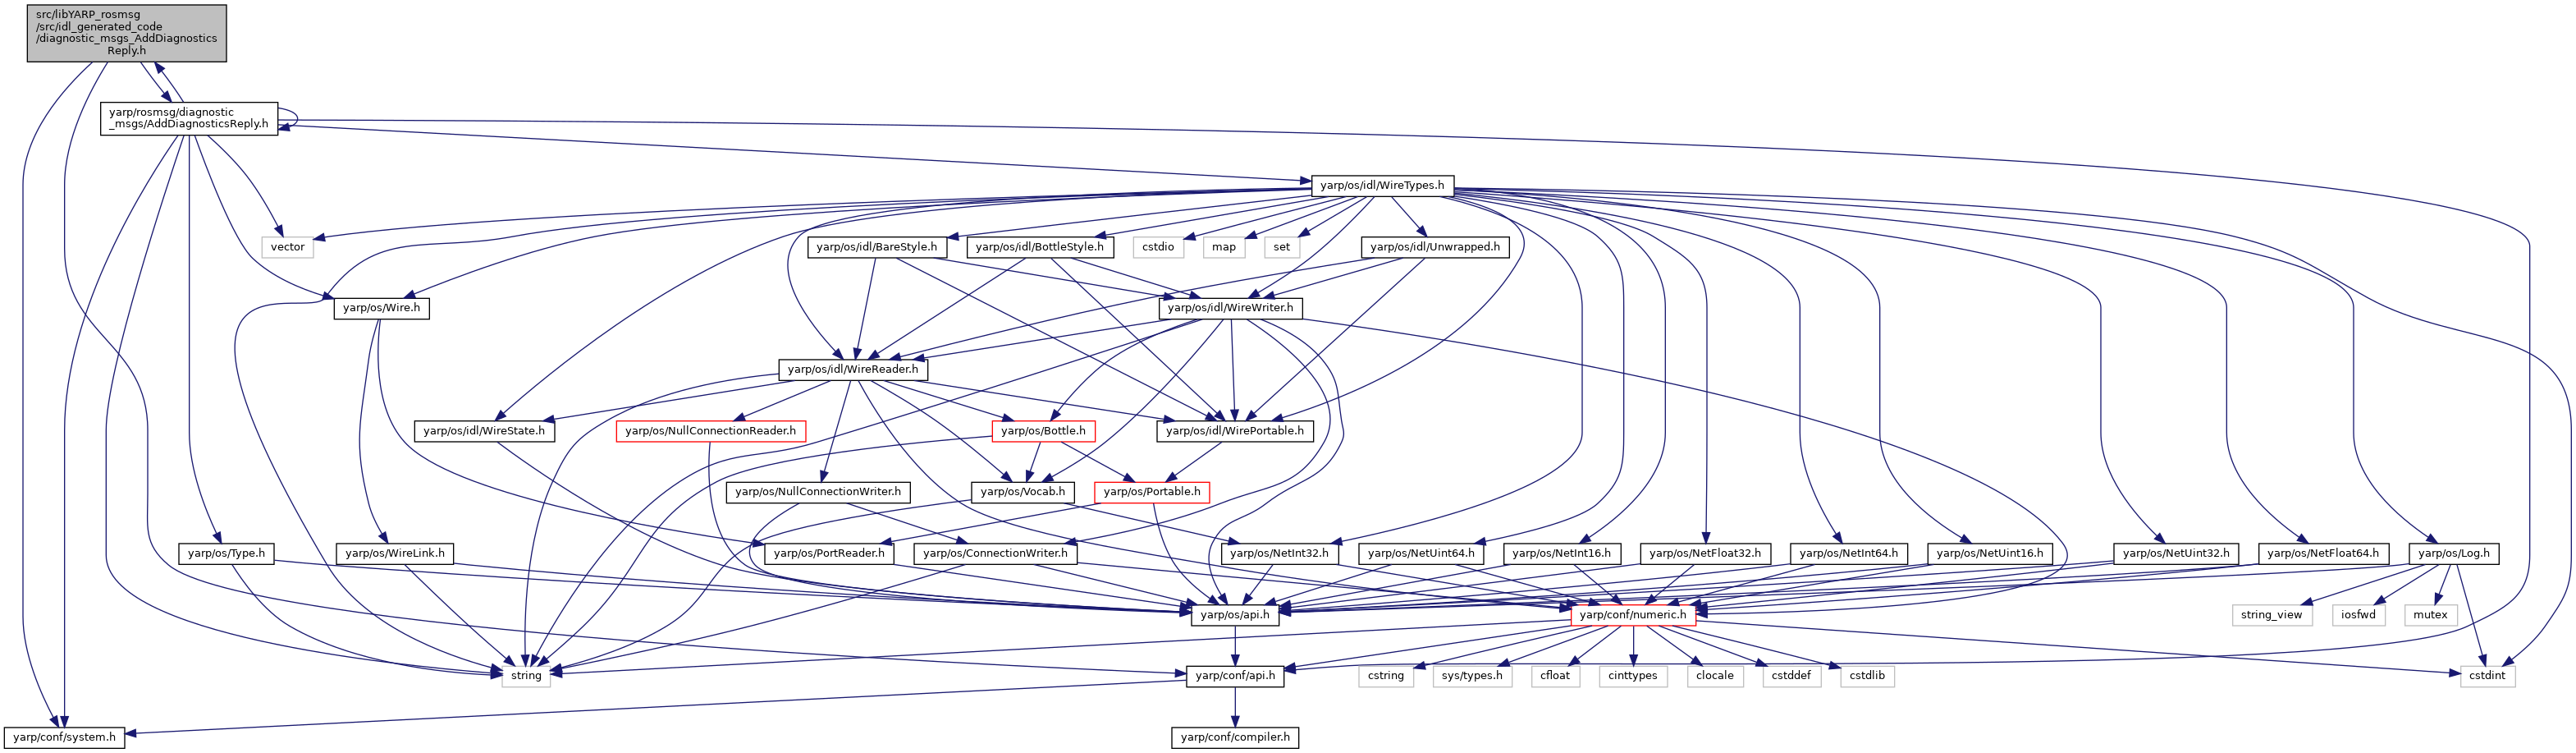 src/libYARP_rosmsg
/src/idl_generated_code
/diagnostic_msgs_AddDiagnostics
Reply.h
yarp/rosmsg/diagnostic
_msgs/AddDiagnosticsReply.h
yarp/os/idl/WireTypes.h
vector
yarp/os/idl/BareStyle.h
yarp/os/idl/BottleStyle.h
cstdio
map
set
yarp/os/idl/Unwrapped.h
yarp/os/Wire.h
yarp/os/idl/WireWriter.h
yarp/os/idl/WireReader.h
yarp/os/idl/WireState.h
yarp/os/NullConnectionReader.h
yarp/os/Bottle.h
yarp/os/idl/WirePortable.h
yarp/os/NullConnectionWriter.h
yarp/os/Vocab.h
yarp/os/Portable.h
yarp/os/Type.h
yarp/os/WireLink.h
yarp/os/PortReader.h
yarp/os/ConnectionWriter.h
yarp/os/NetInt32.h
yarp/os/NetUint64.h
yarp/os/NetInt16.h
yarp/os/NetFloat32.h
yarp/os/NetInt64.h
yarp/os/NetUint16.h
yarp/os/NetUint32.h
yarp/os/NetFloat64.h
yarp/os/Log.h
yarp/os/api.h
yarp/conf/numeric.h
string_view
iosfwd
mutex
string
yarp/conf/api.h
cstring
sys/types.h
cfloat
cinttypes
clocale
cstddef
cstdlib
cstdint
yarp/conf/system.h
yarp/conf/compiler.h